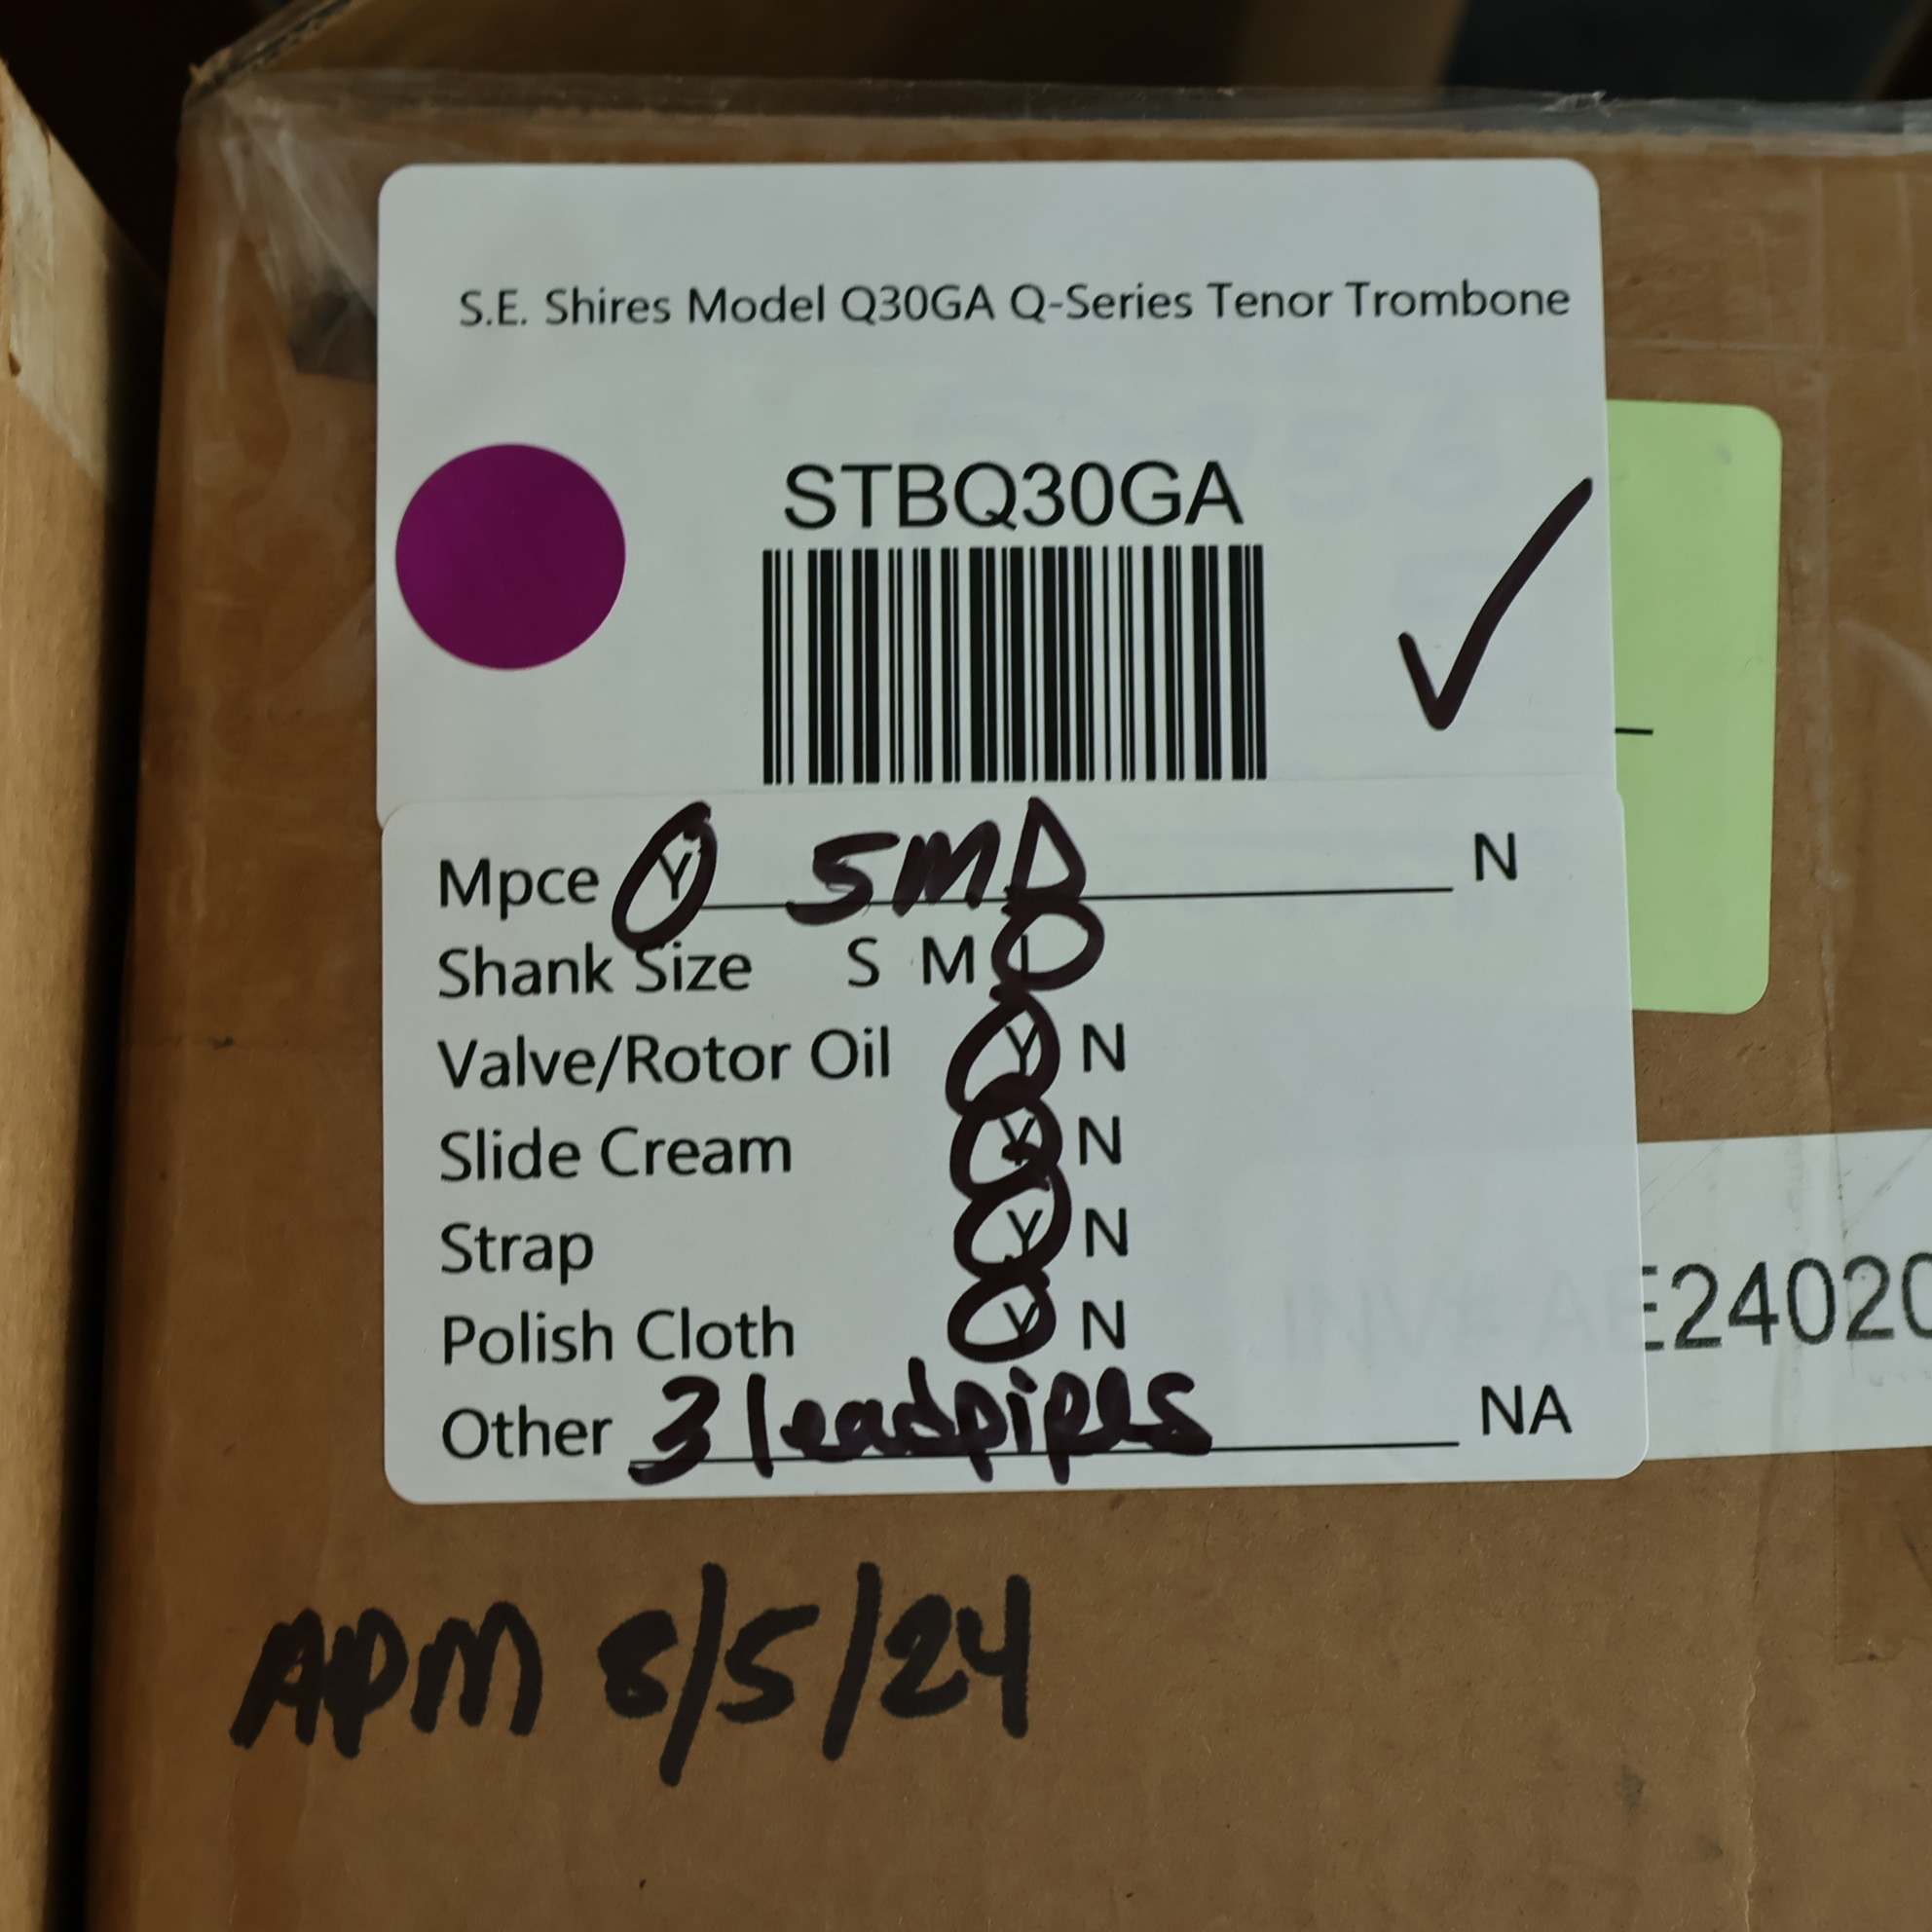 S.E. Shires Model Q30GA Q-Series Tenor Trombone
STBQ30GA
Mpce Y 5MD N
Shank Size S M L
Valve/Rotor Oil Y N
Slide Cream Y N
Strap Y N
Polish Cloth Y N
E24020
Other 3 leadpipes NA
APM 8/5/24